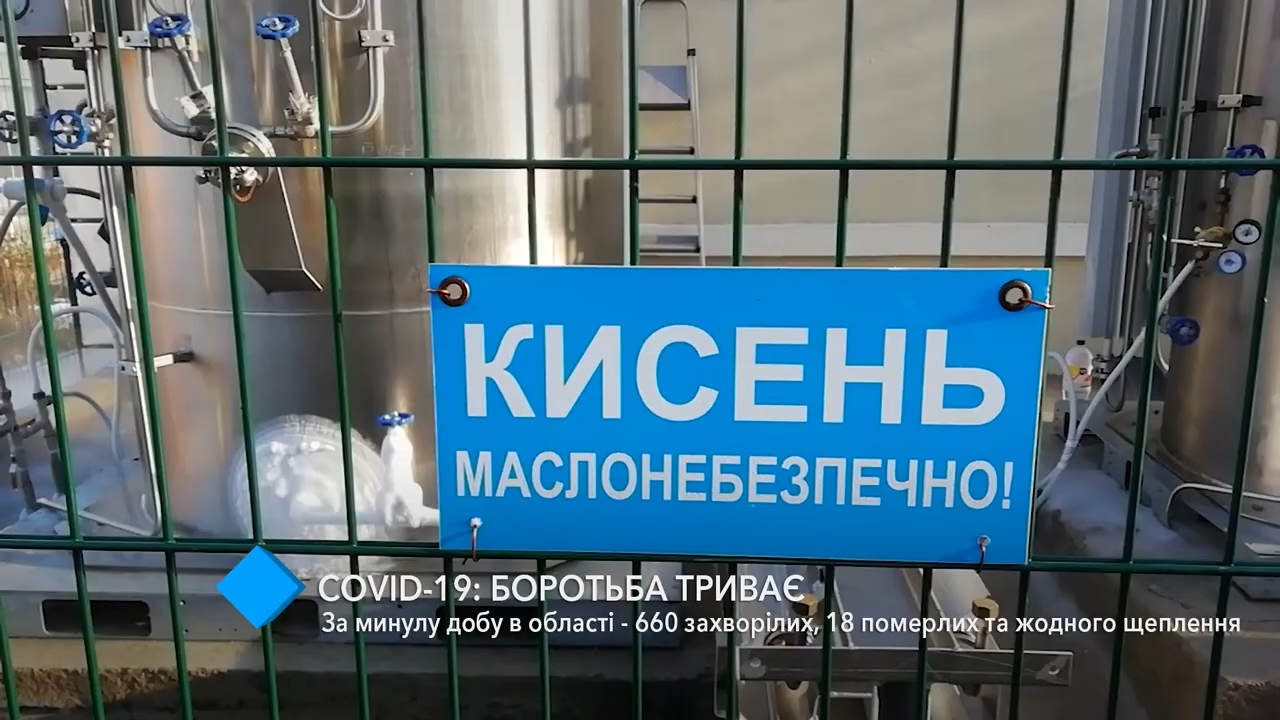 КИСЕНЬ
МАСЛОНЕБЕЗПЕЧНО!
COVID-19: БОРОТЬБА ТРИВАЄ
За минулу добу в області - 660 захворілих, 18 померлих та жодного щеплення